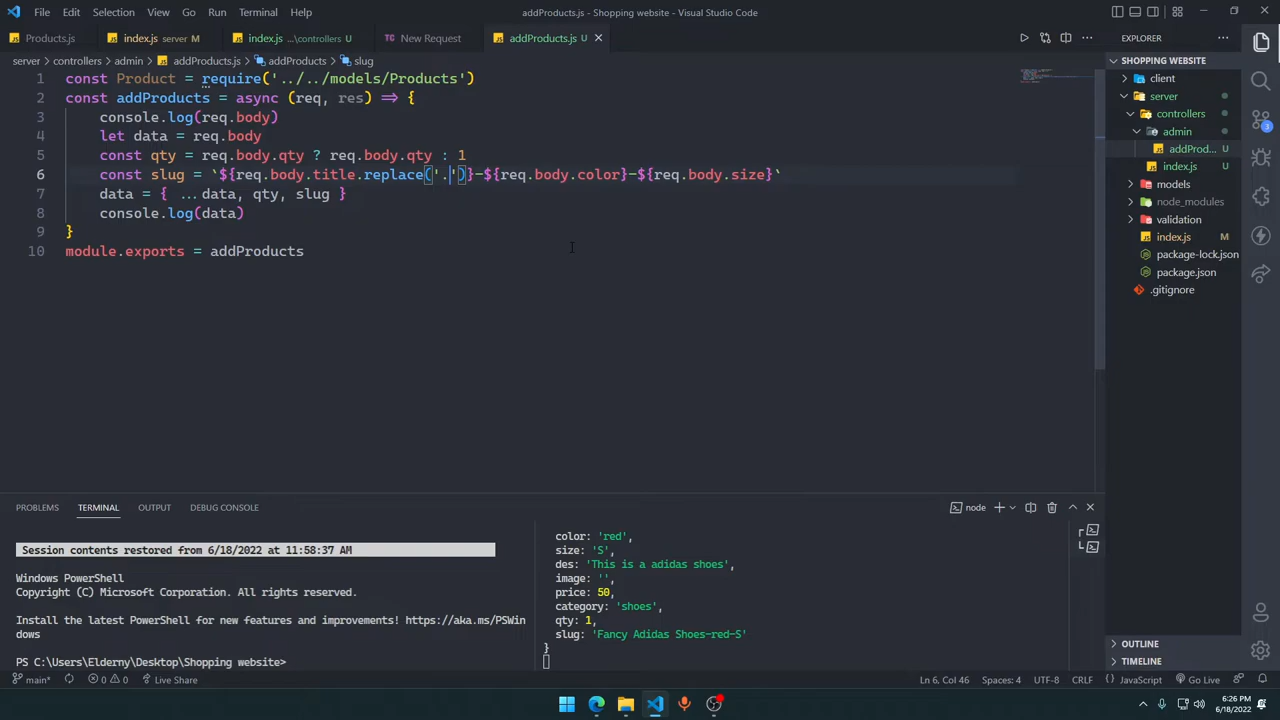 File Edit Selection View Go Run Terminal Help
addProducts.js - Shopping website - Visual Studio Code
Products.js
index.js server M
index.js ...\controllers U
New Request
addProducts.js U
EXPLORER
server > controllers > admin > addProducts.js > addProducts > slug
1 const Product = require('../../models/Products')
2 const addProducts = async (req, res) => {
3 console.log(req.body)
4 let data = req.body
5 const qty = req.body.qty ? req.body.qty : 1
6 const slug = `${req.body.title.replace('.')}-${req.body.color}-${req.body.size}`
7 data = { ...data, qty, slug }
8 console.log(data)
9 }
10 module.exports = addProducts
SHOPPING WEBSITE
client
server
controllers
admin
addProd... U
index.js U
models
node_modules
validation
index.js M
package-lock.json
package.json
.gitignore
OUTLINE
TIMELINE
3
PROBLEMS TERMINAL OUTPUT DEBUG CONSOLE
node
Session contents restored from 6/18/2022 at 11:58:37 AM
Windows PowerShell
Copyright (C) Microsoft Corporation. All rights reserved.
Install the latest PowerShell for new features and improvements! https://aka.ms/PSWin
dows
PS C:\Users\Elderny\Desktop\Shopping website>
color: 'red',
size: 'S',
des: 'This is a adidas shoes',
image: '',
price: 50,
category: 'shoes',
qty: 1,
slug: 'Fancy Adidas Shoes-red-S'
}
main* 0 0 Live Share
Ln 6, Col 46 Spaces: 4 UTF-8 CRLF JavaScript Go Live
6:26 PM
6/18/2022